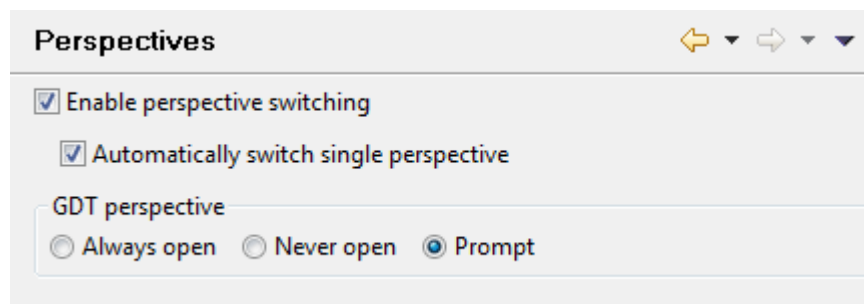 Perspectives
Enable perspective switching
Automatically switch single perspective
GDT perspective
Always open Never open Prompt